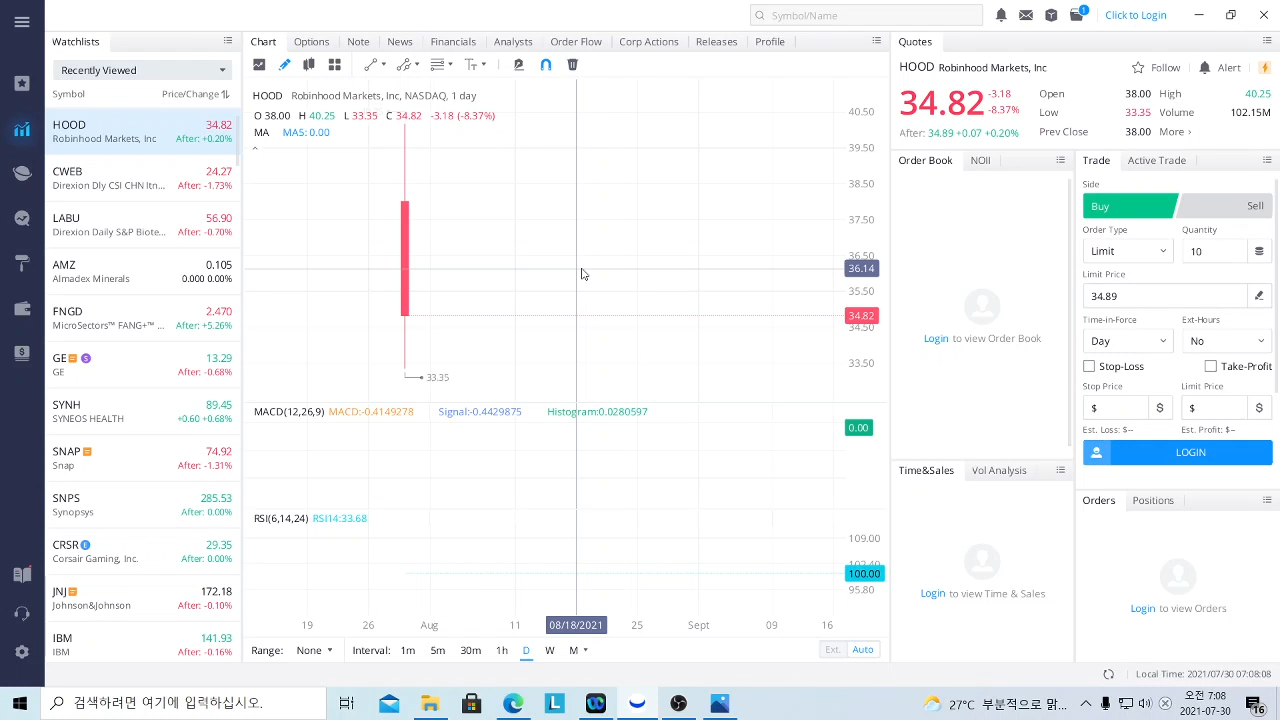 Symbol/Name
1
Click to Login
Watchlists
Recently Viewed
Symbol Price/Change
HOOD 34.82
Robinhood Markets, Inc After: +0.20%
CWEB 24.27
Direxion Dly CSI CHN Itn... After: -1.73%
LABU 56.90
Direxion Daily S&P Biote... After: -0.70%
AMZ 0.105
Almadex Minerals 0.000 0.00%
FNGD 2.470
MicroSectors™ FANG+™ ... After: +5.26%
GE S 13.29
GE After: -0.68%
SYNH 89.45
SYNEOS HEALTH +0.60 +0.68%
SNAP 74.92
Snap After: -1.31%
SNPS 285.53
Synopsys After: 0.00%
CRSR E 29.35
Corsair Gaming, Inc. After: 0.00%
JNJ 172.18
Johnson&Johnson After: -0.10%
IBM 141.93
IBM After: -0.16%
Chart Options Note News Financials Analysts Order Flow Corp Actions Releases Profile
HOOD Robinhood Markets, Inc, NASDAQ, 1 day
O 38.00 H 40.25 L 33.35 C 34.82 -3.18 (-8.37%)
MA MA5: 0.00
40.50
39.50
38.50
37.50
36.50
36.14
35.50
34.82
34.50
33.50
33.35
MACD(12,26,9) MACD:-0.4149278 Signal:-0.4429875 Histogram:0.0280597
0.00
RSI(6,14,24) RSI14:33.68
109.00
102.40
100.00
95.80
19 26 Aug 11 08/18/2021 25 Sept 09 16
Range: None Interval: 1m 5m 30m 1h D W M Ext. Auto
Quotes
HOOD Robinhood Markets, Inc Follow Alert
34.82 -3.18 -8.37%
After: 34.89 +0.07 +0.20%
Open 38.00 High 40.25
Low 33.35 Volume 102.15M
Prev Close 38.00 More >
Order Book NOII
Login to view Order Book
Time&Sales Vol Analysis
Login to view Time & Sales
Trade Active Trade
Side
Buy Sell
Order Type Quantity
Limit 10
Limit Price
34.89
Time-in-Force Ext-Hours
Day No
Stop-Loss Take-Profit
Stop Price Limit Price
$ $ $ $
Est. Loss: $-- Est. Profit: $--
LOGIN
Orders Positions
Login to view Orders
Local Time: 2021/07/30 07:08:08
검색하려면 여기에 입력하십시오.
27°C 부분적으로 맑...
오전 7:08
2021-07-30
16